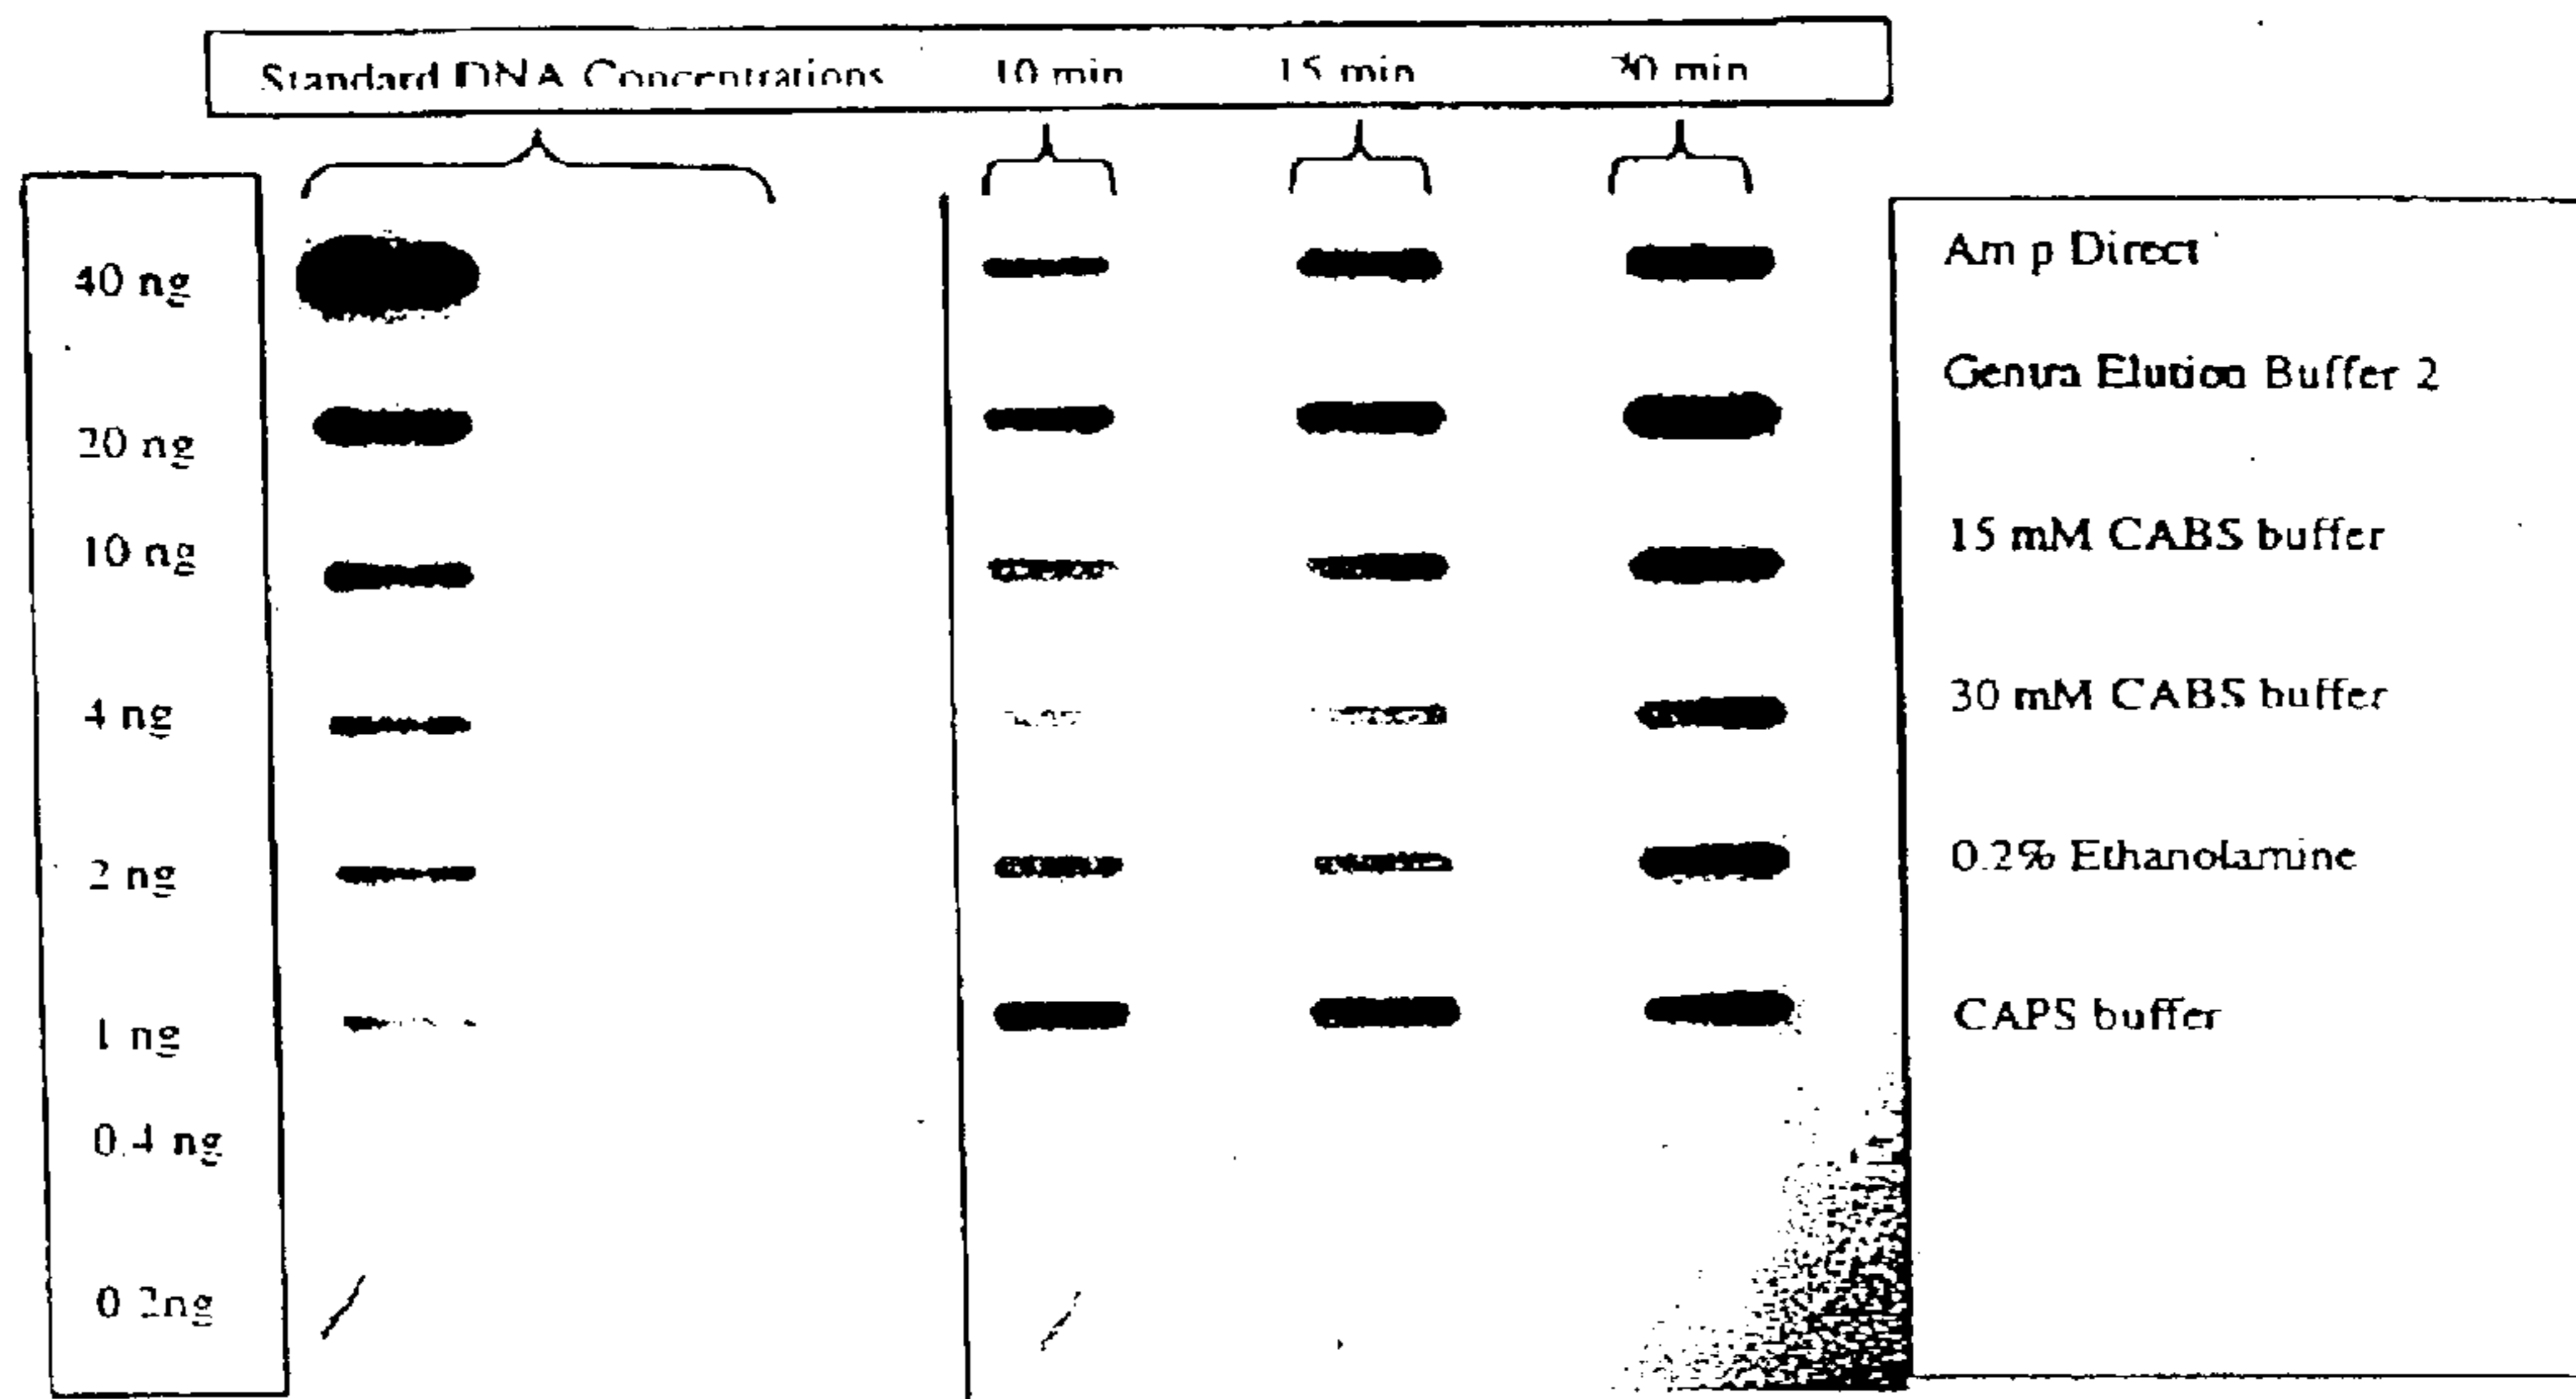 Standard DNA Concentrations 10 min 15 min 30 min
40 ng
20 ng
10 ng
4 ng
2 ng
1 ng
0.4 ng
0.2ng
Amp Direct
Gentra Elution Buffer 2
15 mM CABS buffer
30 mM CABS buffer
0.2% Ethanolamine
CAPS buffer